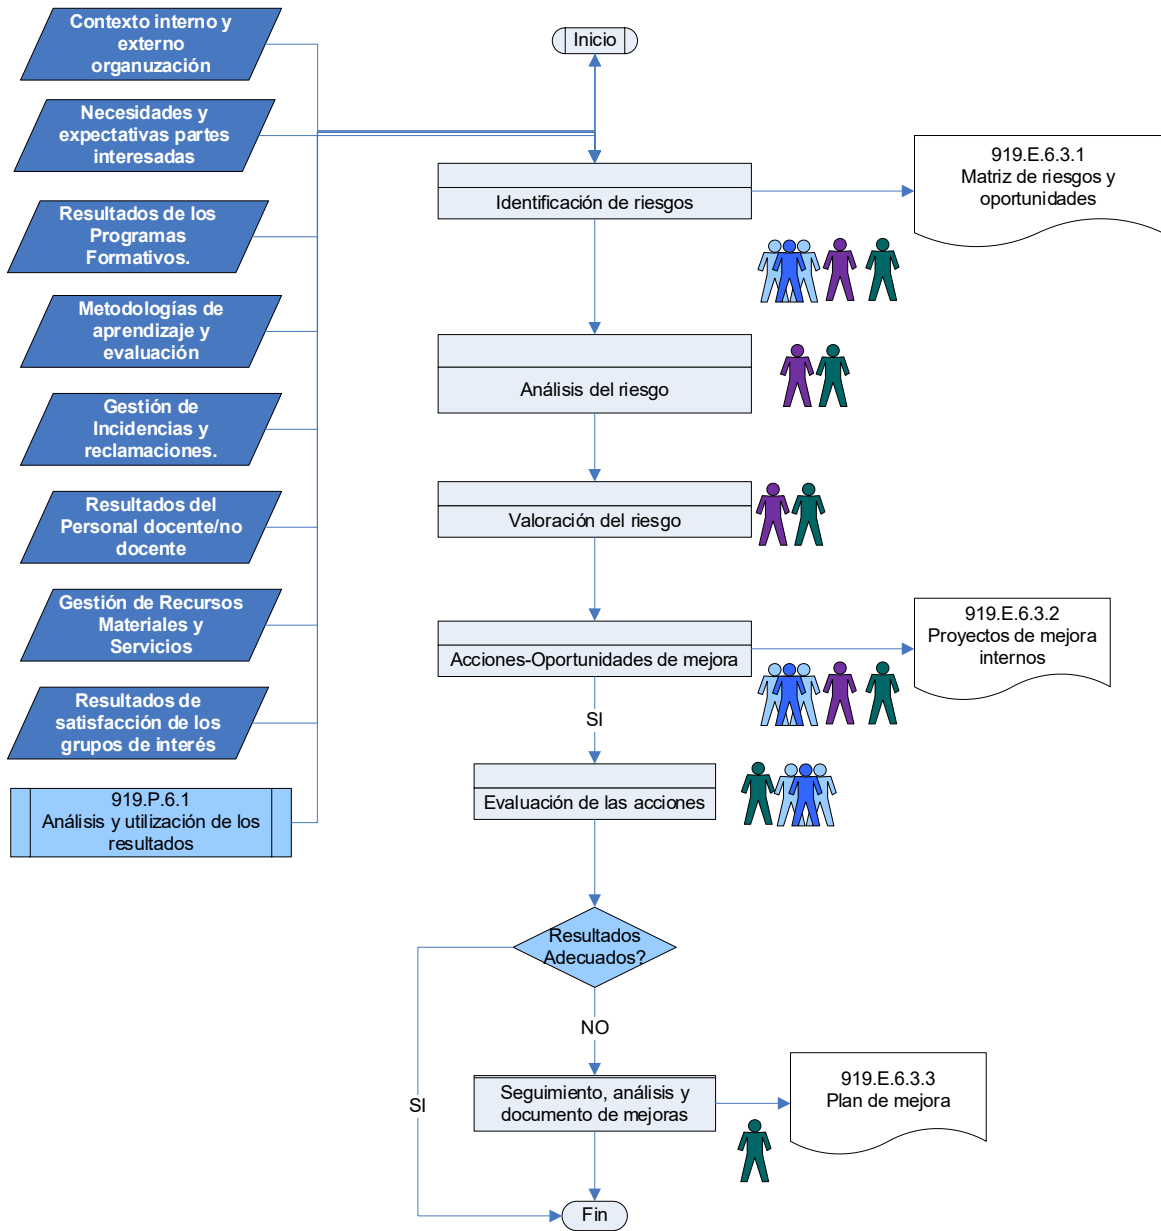 Contexto interno y
externo
organuzación
Necesidades y
expectativas partes
interesadas
Resultados de los
Programas
Formativos.
Metodologías de
aprendizaje y
evaluación
Gestión de
Incidencias y
reclamaciones.
Resultados del
Personal docente/no
docente
Gestión de Recursos
Materiales y
Servicios
Resultados de
satisfacción de los
grupos de interés
919.P.6.1
Análisis y utilización de los
resultados
Inicio
Identificación de riesgos
919.E.6.3.1
Matriz de riesgos y
oportunidades
Análisis del riesgo
Valoración del riesgo
Acciones-Oportunidades de mejora
919.E.6.3.2
Proyectos de mejora
internos
SI
Evaluación de las acciones
Resultados
Adecuados?
NO
SI
Seguimiento, análisis y
documento de mejoras
919.E.6.3.3
Plan de mejora
Fin